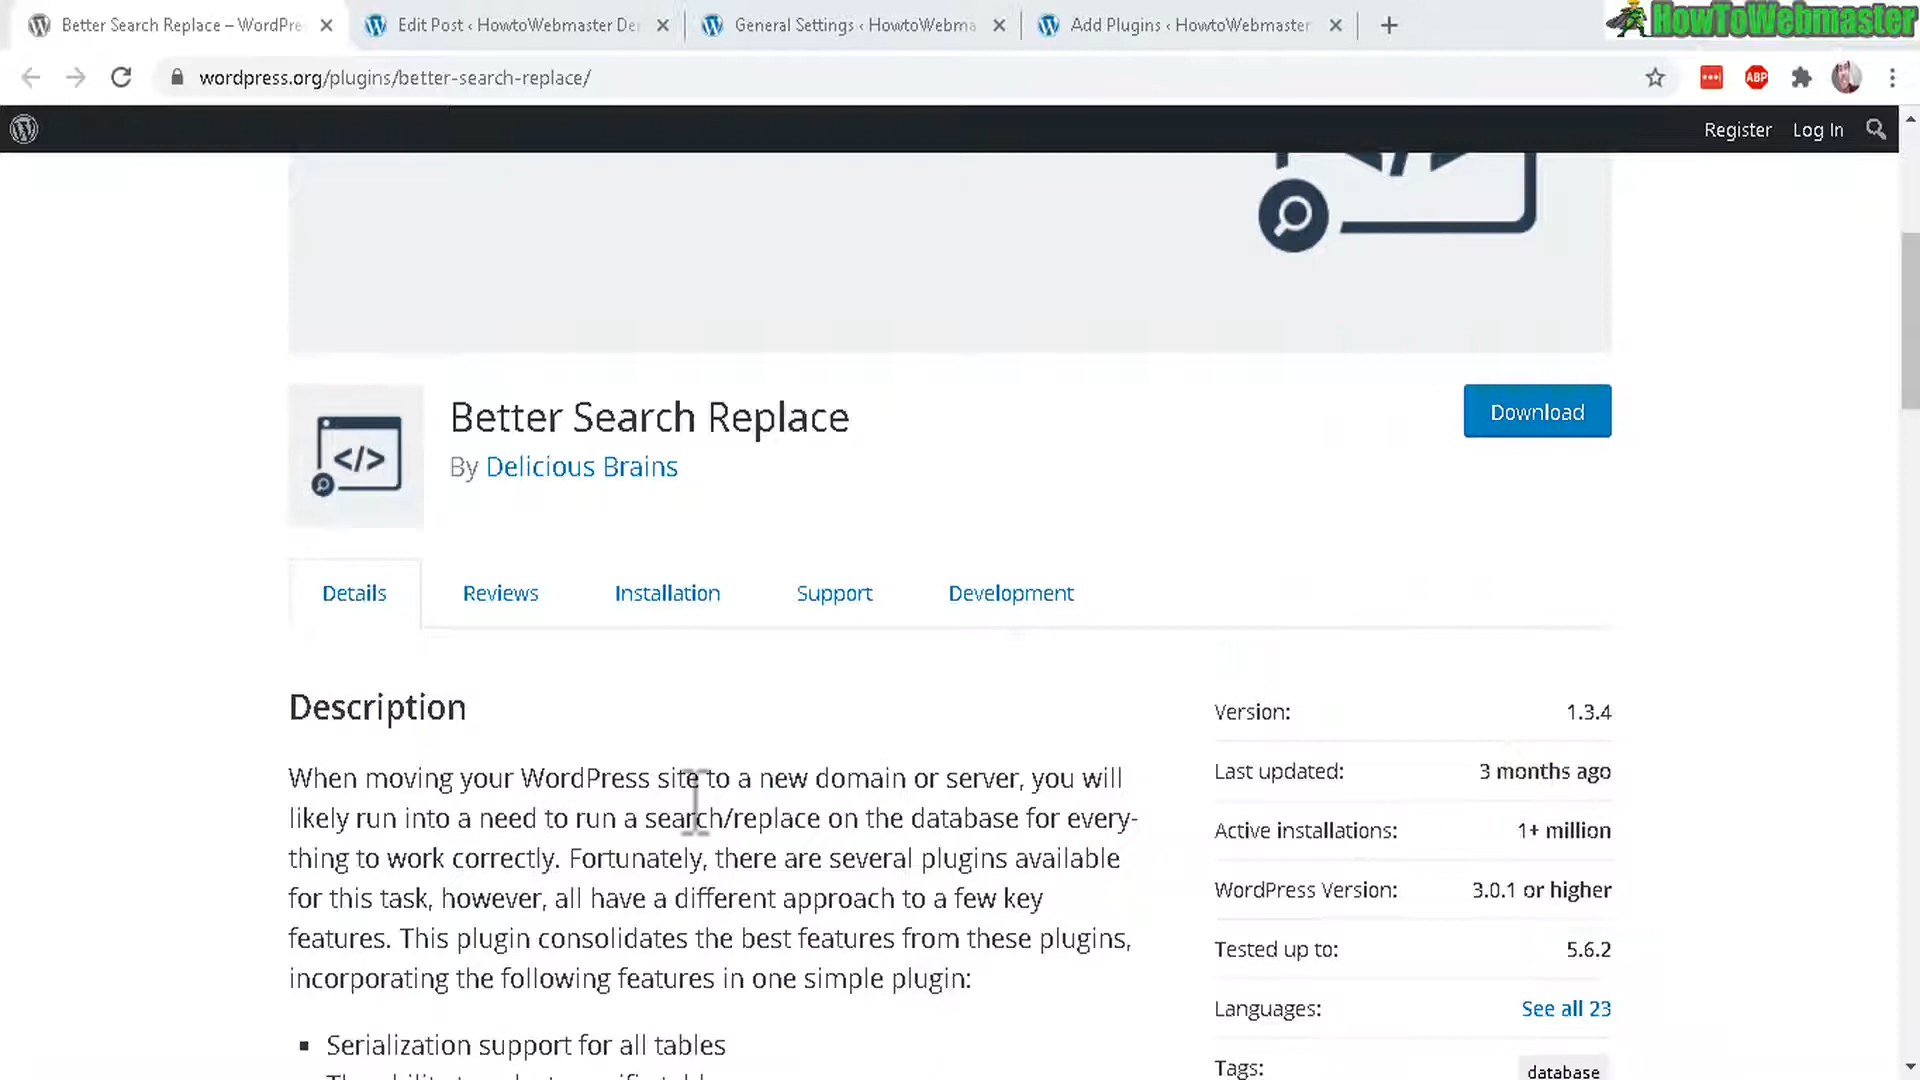 Better Search Replace – WordPre
Edit Post ‹ HowtoWebmaster De
General Settings ‹ HowtoWebma
Add Plugins ‹ HowtoWebmaster
HowToWebmaster
wordpress.org/plugins/better-search-replace/
ABP
Register
Log In
Better Search Replace
Download
By Delicious Brains
Details
Reviews
Installation
Support
Development
Description
When moving your WordPress site to a new domain or server, you will
likely run into a need to run a search/replace on the database for every-
thing to work correctly. Fortunately, there are several plugins available
for this task, however, all have a different approach to a few key
features. This plugin consolidates the best features from these plugins,
incorporating the following features in one simple plugin:
▪ Serialization support for all tables
Version: 1.3.4
Last updated: 3 months ago
Active installations: 1+ million
WordPress Version: 3.0.1 or higher
Tested up to: 5.6.2
Languages: See all 23
Tags: database